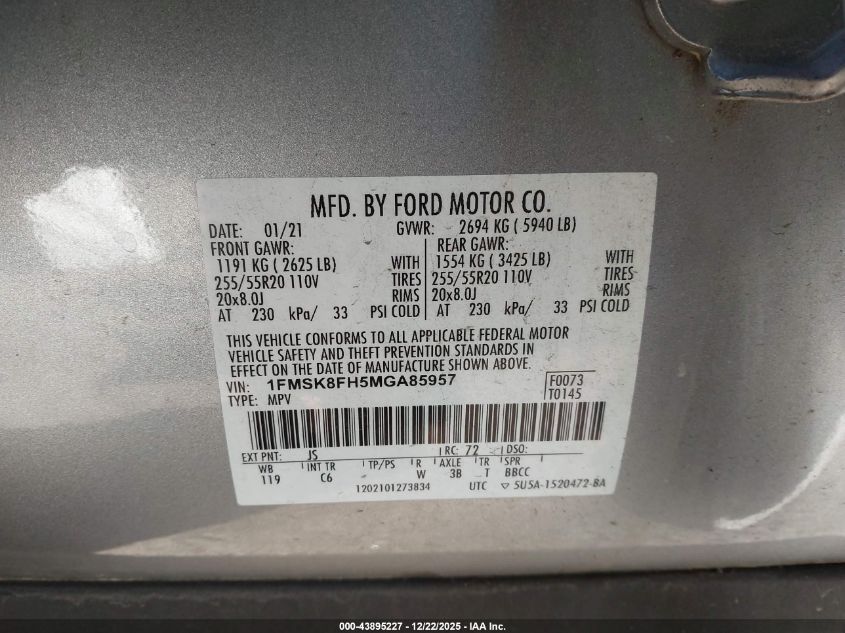 MFD. BY FORD MOTOR CO.
DATE: 01/21 GVWR: 2694 KG ( 5940 LB)
FRONT GAWR: REAR GAWR:
1191 KG ( 2625 LB) WITH 1554 KG ( 3425 LB) WITH
255/55R20 110V TIRES 255/55R20 110V TIRES
20x8.0J RIMS 20x8.0J RIMS
AT 230 kPa/ 33 PSI COLD AT 230 kPa/ 33 PSI COLD
THIS VEHICLE CONFORMS TO ALL APPLICABLE FEDERAL MOTOR
VEHICLE SAFETY AND THEFT PREVENTION STANDARDS IN
EFFECT ON THE DATE OF MANUFACTURE SHOWN ABOVE.
VIN: 1FMSK8FH5MGA85957 F0073
TYPE: MPV T0145
EXT PNT: JS RC: 72 DSO:
WB INT TR TP/PS R AXLE TR SPR
119 C6 W 3B T BBCC
1202101273834 UTC ▽ 5U5A-1520472-BA
000-43895227 - 12/22/2025 - IAA Inc.